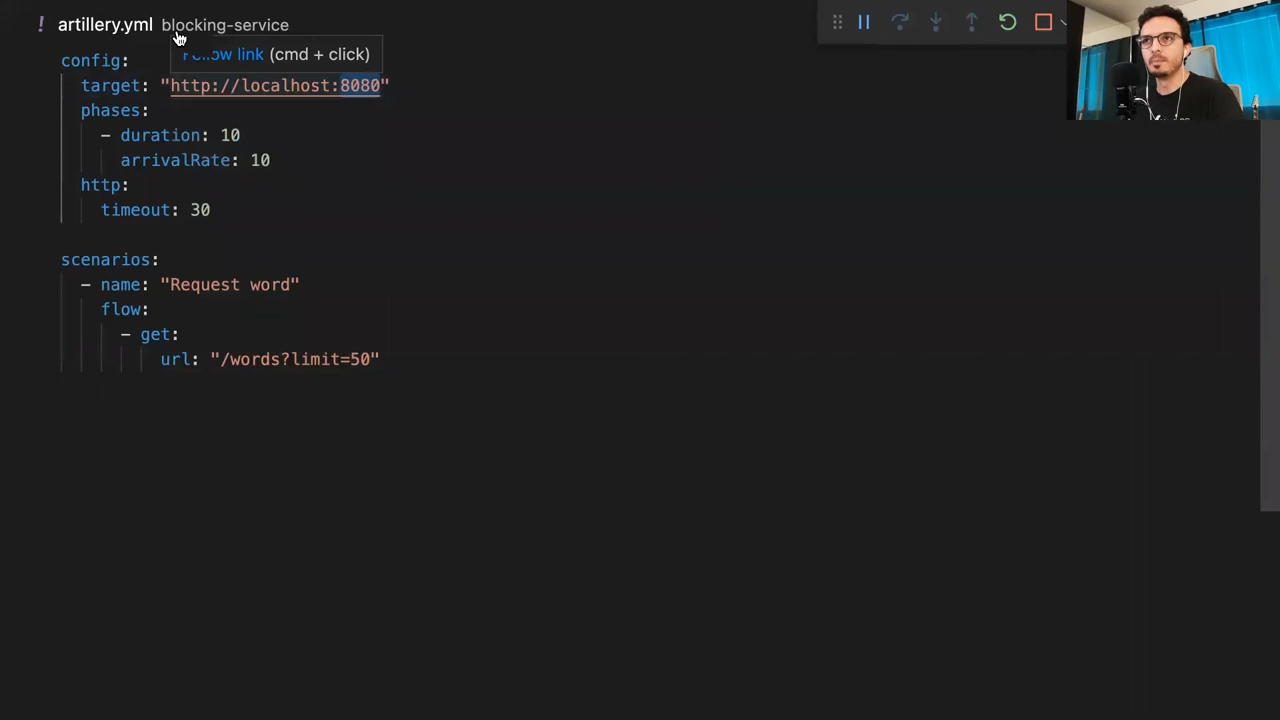 ! artillery.yml blocking-service
Follow link (cmd + click)
config:
target: "http://localhost:8080"
phases:
- duration: 10
arrivalRate: 10
http:
timeout: 30
scenarios:
- name: "Request word"
flow:
- get:
url: "/words?limit=50"